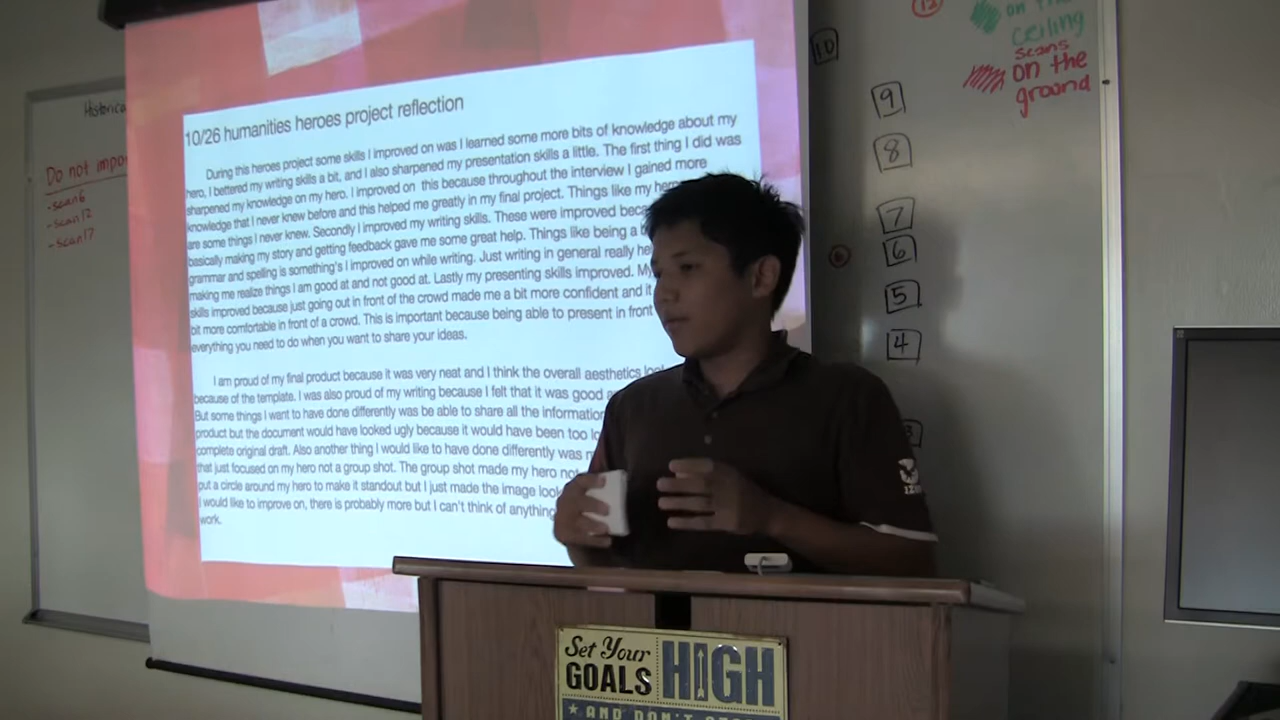 Historica
Do not impo
-scan6
-scan12
-scan17
10/26 humanities heroes project reflection
During this heroes project some skills I improved on was I learned some more bits of knowledge about my
hero, I bettered my writing skills a bit, and I also sharpened my presentation skills a little. The first thing I did was
sharpened my knowledge on my hero. I improved on this because throughout the interview I gained more
knowledge that I never knew before and this helped me greatly in my final project. Things like my hero
are some things I never knew. Secondly I improved my writing skills. These were improved beca
basically making my story and getting feedback gave me some great help. Things like being a b
grammar and spelling is something's I improved on while writing. Just writing in general really he
making me realize things I am good at and not good at. Lastly my presenting skills improved. My
skills improved because just going out in front of the crowd made me a bit more confident and it
bit more comfortable in front of a crowd. This is important because being able to present in front
everything you need to do when you want to share your ideas.
I am proud of my final product because it was very neat and I think the overall aesthetics loo
because of the template. I was also proud of my writing because I felt that it was good a
But some things I want to have done differently was be able to share all the information
product but the document would have looked ugly because it would have been too lo
complete original draft. Also another thing I would like to have done differently was n
that just focused on my hero not a group shot. The group shot made my hero not
put a circle around my hero to make it standout but I just made the image look
I would like to improve on, there is probably more but I can't think of anything
work.
10
9
8
7
6
6
5
4
3
12
on the
ceiling
scans
on the
ground
Set Your
GOALS
HIGH
AND DON'T